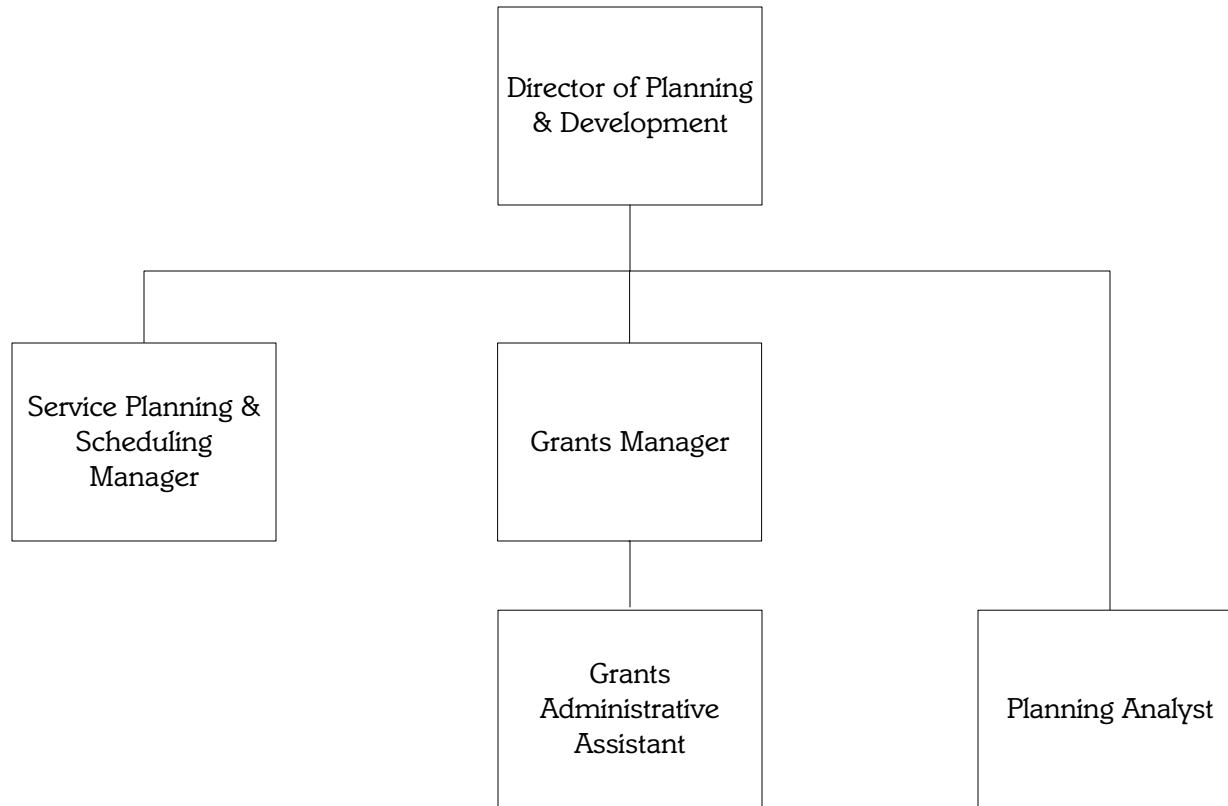 Director of Planning
& Development
Service Planning &
Scheduling
Manager
Grants Manager
Grants
Administrative
Assistant
Planning Analyst